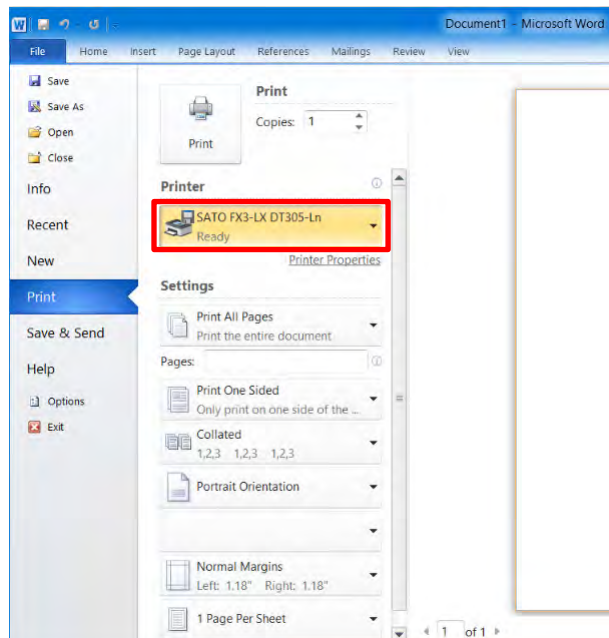 W
Document1 - Microsoft Word
File Home Insert Page Layout References Mailings Review View
Save
Save As
Open
Close
Info
Recent
New
Print
Save & Send
Help
Options
Exit
Print
Print
Copies: 1
Printer
SATO FX3-LX DT305-Ln
Ready
Printer Properties
Settings
Print All Pages
Print the entire document
Pages:
Print One Sided
Only print on one side of the ...
Collated
1,2,3 1,2,3 1,2,3
Portrait Orientation
Normal Margins
Left: 1.18" Right: 1.18"
1 Page Per Sheet
1 of 1